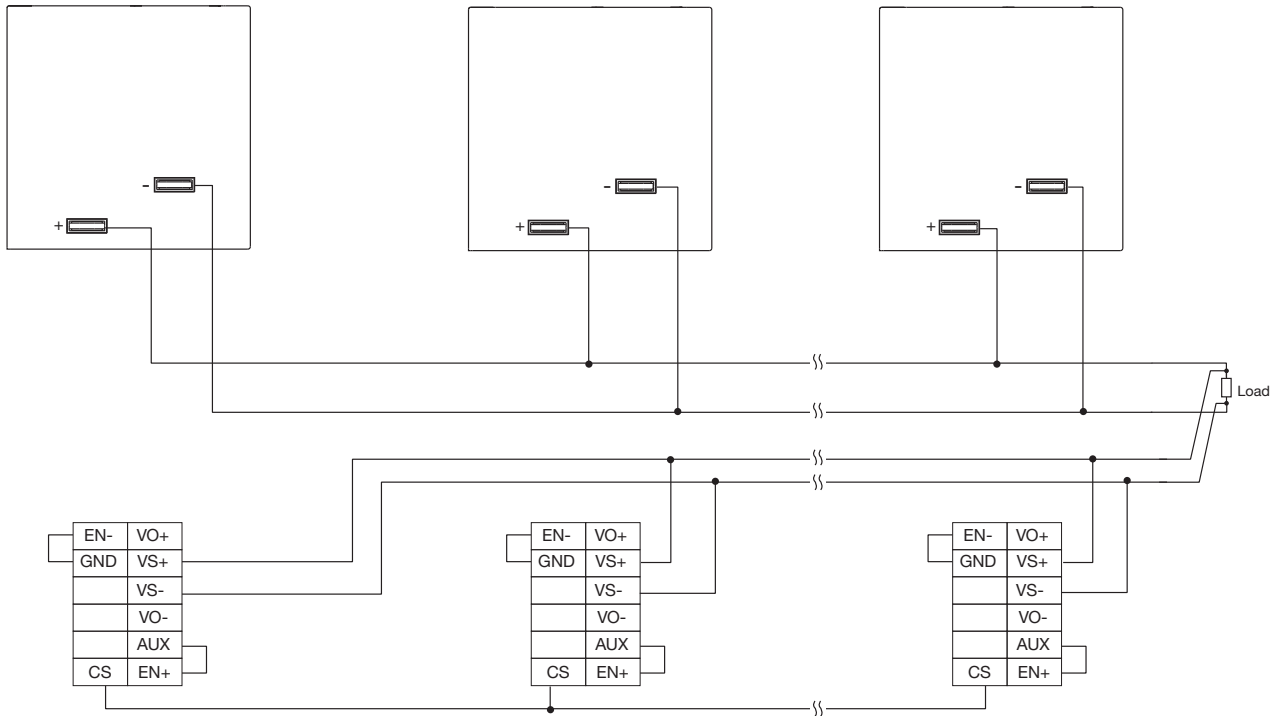 - - -
+ + +
Load
EN- VO+ EN- VO+ EN- VO+
GND VS+ GND VS+ GND VS+
VS- VS- VS-
VO- VO- VO-
AUX AUX AUX
CS EN+ CS EN+ CS EN+